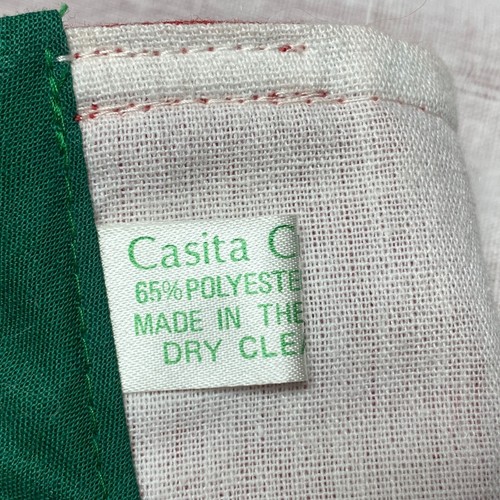 Casita C
65% POLYESTE
MADE IN THE
DRY CLEA